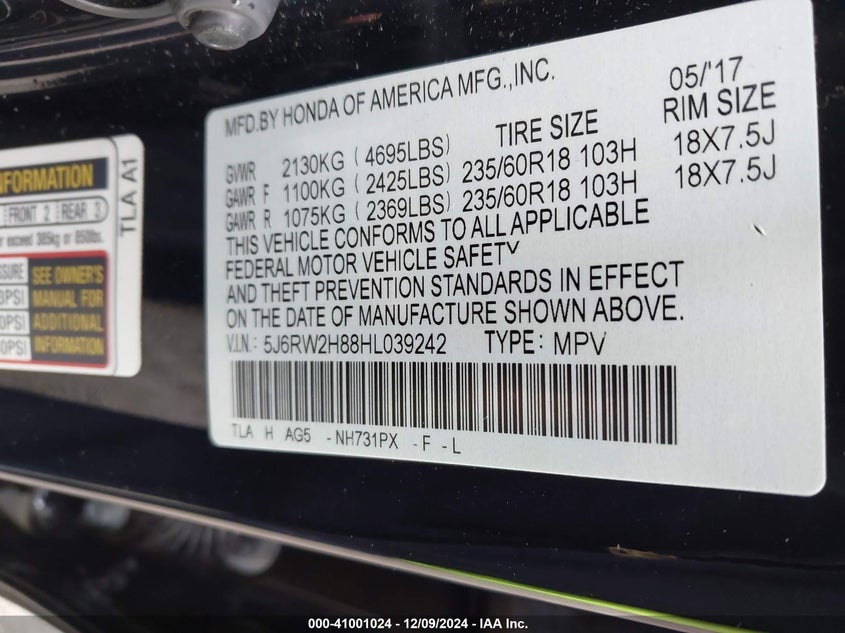 MFD.BY HONDA OF AMERICA MFG.,INC. 05/'17
TIRE SIZE RIM SIZE
GVWR 2130KG (4695LBS)
GAWR F 1100KG (2425LBS) 235/60R18 103H 18X7.5J
GAWR R 1075KG (2369LBS) 235/60R18 103H 18X7.5J
THIS VEHICLE CONFORMS TO ALL APPLICABLE
FEDERAL MOTOR VEHICLE SAFETY
AND THEFT PREVENTION STANDARDS IN EFFECT
ON THE DATE OF MANUFACTURE SHOWN ABOVE.
V.I.N.: 5J6RW2H88HL039242 TYPE: MPV
TLA H AG5 -NH731PX -F -L
FRONT 2 REAR 3
exceed 385kg or 850lbs.
TLA A1
SEE OWNER'S
MANUAL FOR
ADDITIONAL
INFORMATION
000-41001024 - 12/09/2024 - IAA Inc.